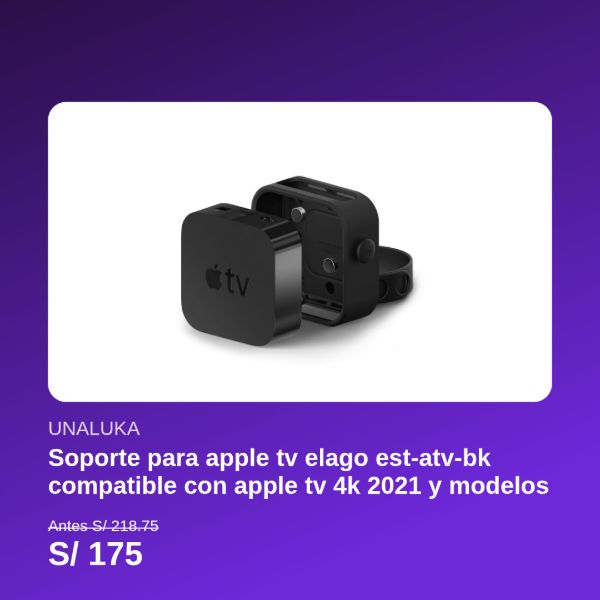 tv
UNALUKA
Soporte para apple tv elago est-atv-bk
compatible con apple tv 4k 2021 y modelos
Antes S/ 218.75
S/ 175